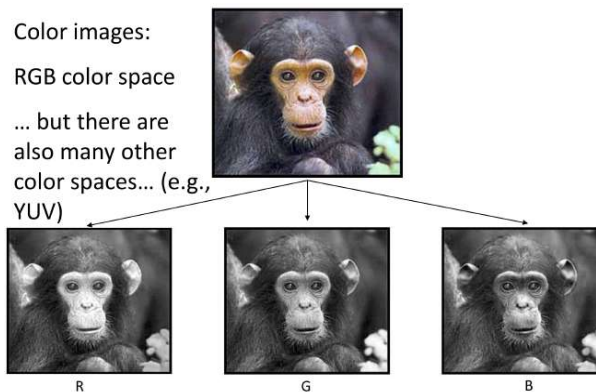 Color images:
RGB color space
... but there are
also many other
color spaces... (e.g.,
YUV)
R
G
B